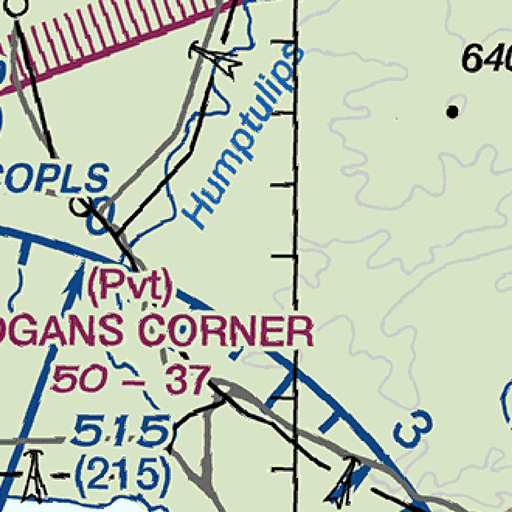 640
Humptulips
COPLS
(Pvt)
OGANS CORNER
50 - 37
515
(215)
3